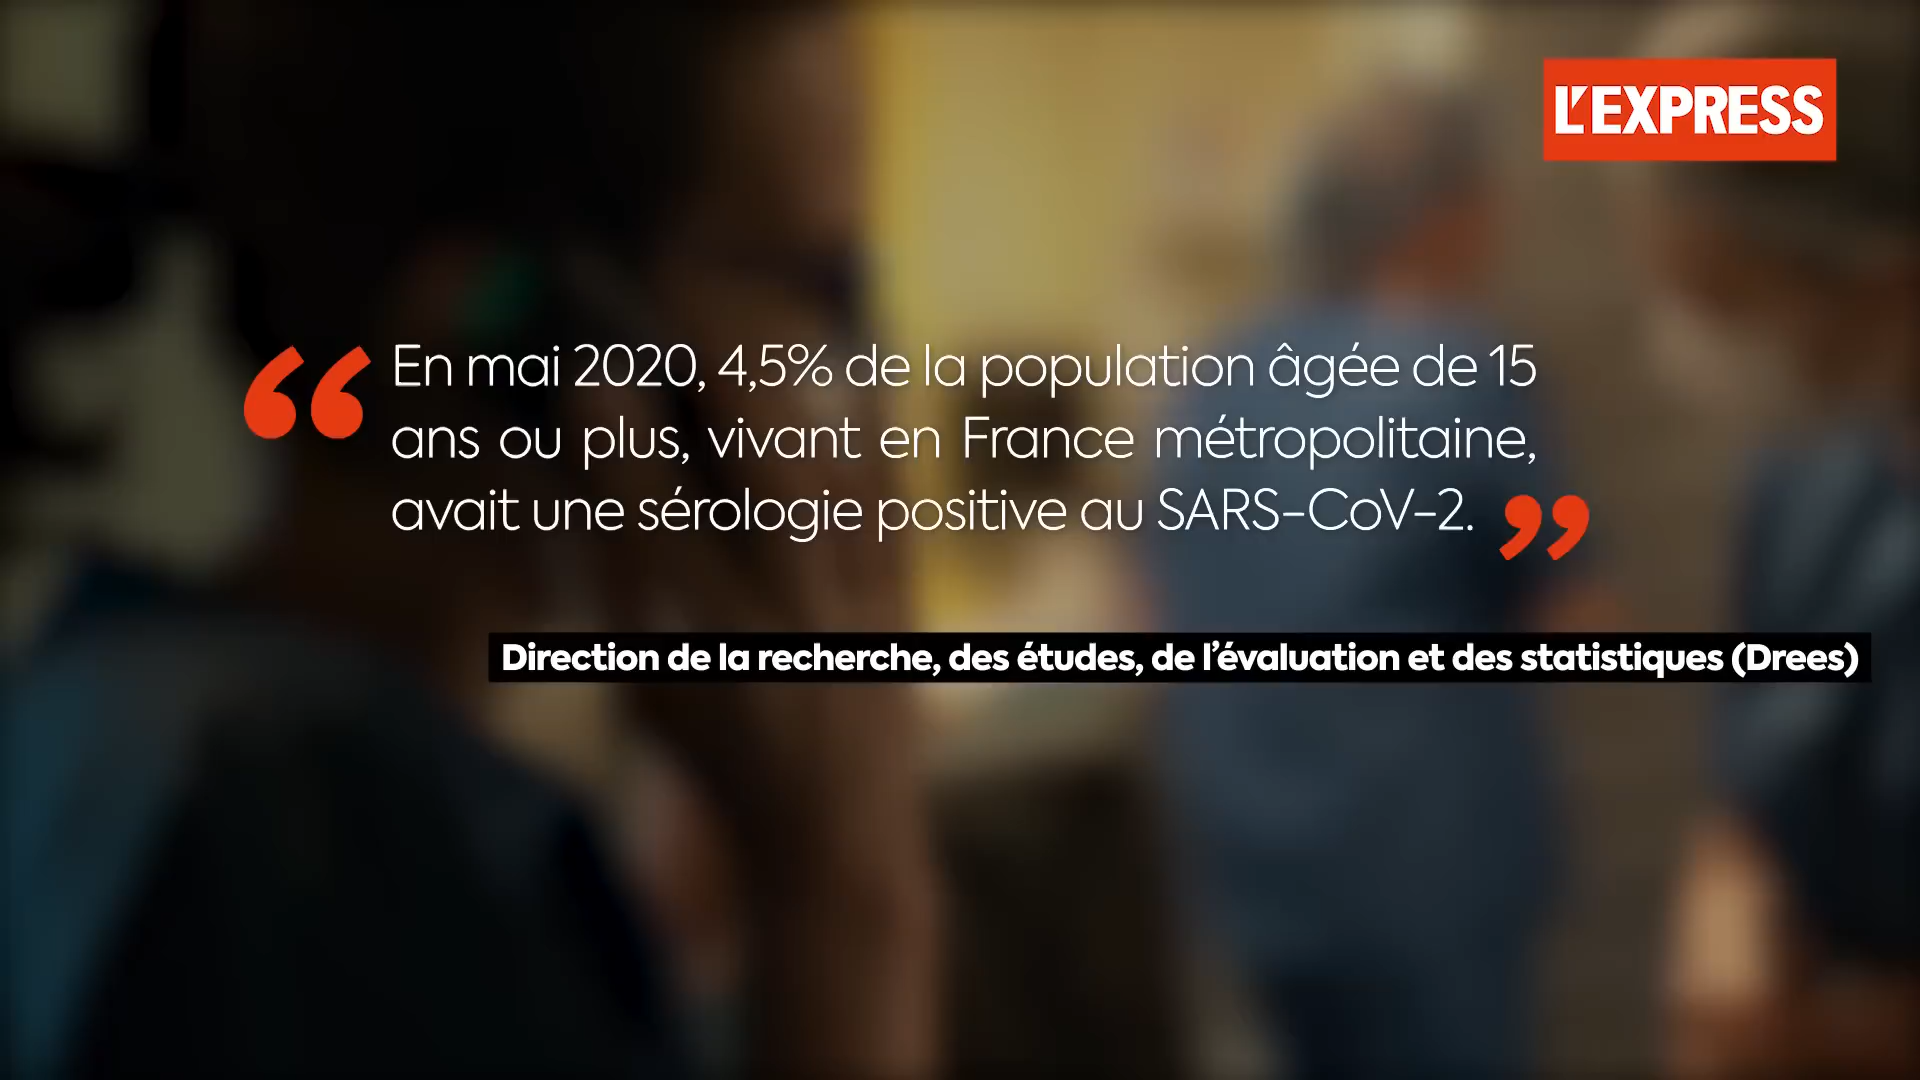 L'EXPRESS
“ En mai 2020, 4,5% de la population âgée de 15
ans ou plus, vivant en France métropolitaine,
avait une sérologie positive au SARS-CoV-2. ”
Direction de la recherche, des études, de l’évaluation et des statistiques (Drees)